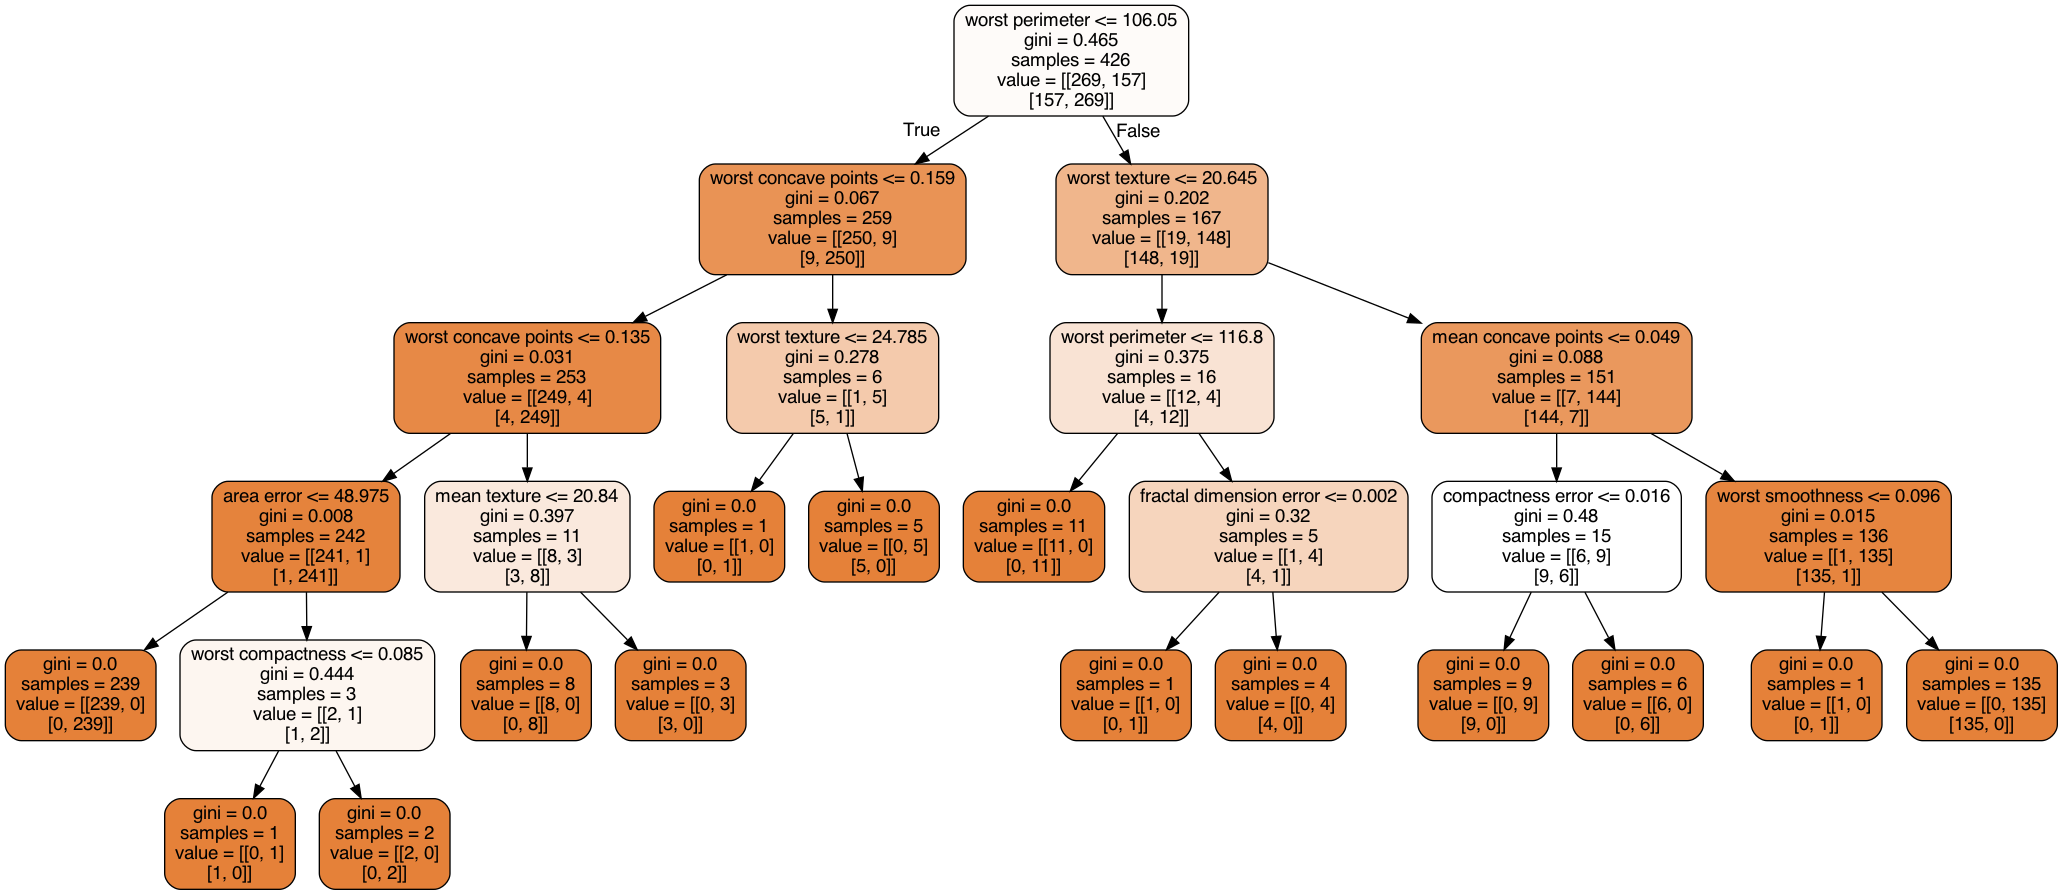 worst perimeter <= 106.05
gini = 0.465
samples = 426
value = [[269, 157]
[157, 269]]
True
False
worst concave points <= 0.159
gini = 0.067
samples = 259
value = [[250, 9]
[9, 250]]
worst texture <= 20.645
gini = 0.202
samples = 167
value = [[19, 148]
[148, 19]]
worst concave points <= 0.135
gini = 0.031
samples = 253
value = [[249, 4]
[4, 249]]
worst texture <= 24.785
gini = 0.278
samples = 6
value = [[1, 5]
[5, 1]]
worst perimeter <= 116.8
gini = 0.375
samples = 16
value = [[12, 4]
[4, 12]]
mean concave points <= 0.049
gini = 0.088
samples = 151
value = [[7, 144]
[144, 7]]
area error <= 48.975
gini = 0.008
samples = 242
value = [[241, 1]
[1, 241]]
mean texture <= 20.84
gini = 0.397
samples = 11
value = [[8, 3]
[3, 8]]
gini = 0.0
samples = 1
value = [[1, 0]
[0, 1]]
gini = 0.0
samples = 5
value = [[0, 5]
[5, 0]]
gini = 0.0
samples = 11
value = [[11, 0]
[0, 11]]
fractal dimension error <= 0.002
gini = 0.32
samples = 5
value = [[1, 4]
[4, 1]]
compactness error <= 0.016
gini = 0.48
samples = 15
value = [[6, 9]
[9, 6]]
worst smoothness <= 0.096
gini = 0.015
samples = 136
value = [[1, 135]
[135, 1]]
gini = 0.0
samples = 239
value = [[239, 0]
[0, 239]]
worst compactness <= 0.085
gini = 0.444
samples = 3
value = [[2, 1]
[1, 2]]
gini = 0.0
samples = 8
value = [[8, 0]
[0, 8]]
gini = 0.0
samples = 3
value = [[0, 3]
[3, 0]]
gini = 0.0
samples = 1
value = [[1, 0]
[0, 1]]
gini = 0.0
samples = 4
value = [[0, 4]
[4, 0]]
gini = 0.0
samples = 9
value = [[0, 9]
[9, 0]]
gini = 0.0
samples = 6
value = [[6, 0]
[0, 6]]
gini = 0.0
samples = 1
value = [[1, 0]
[0, 1]]
gini = 0.0
samples = 135
value = [[0, 135]
[135, 0]]
gini = 0.0
samples = 1
value = [[0, 1]
[1, 0]]
gini = 0.0
samples = 2
value = [[2, 0]
[0, 2]]